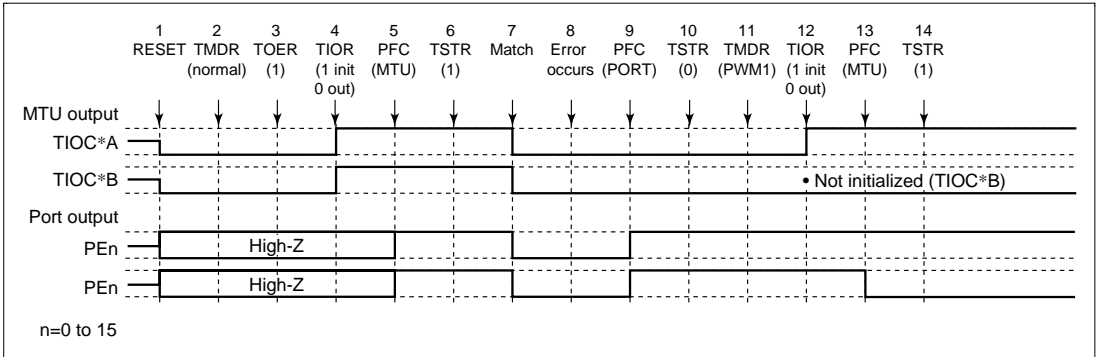 1 2 3 4 5 6 7 8 9 10 11 12 13 14
RESET TMDR TOER TIOR PFC TSTR Match Error PFC TSTR TMDR TIOR PFC TSTR
(normal) (1) (1 init (MTU) (1) occurs (PORT) (0) (PWM1) (1 init (MTU) (1)
0 out) 0 out)
MTU output
TIOC*A
TIOC*B
• Not initialized (TIOC*B)
Port output
PEn
High-Z
PEn
High-Z
n=0 to 15